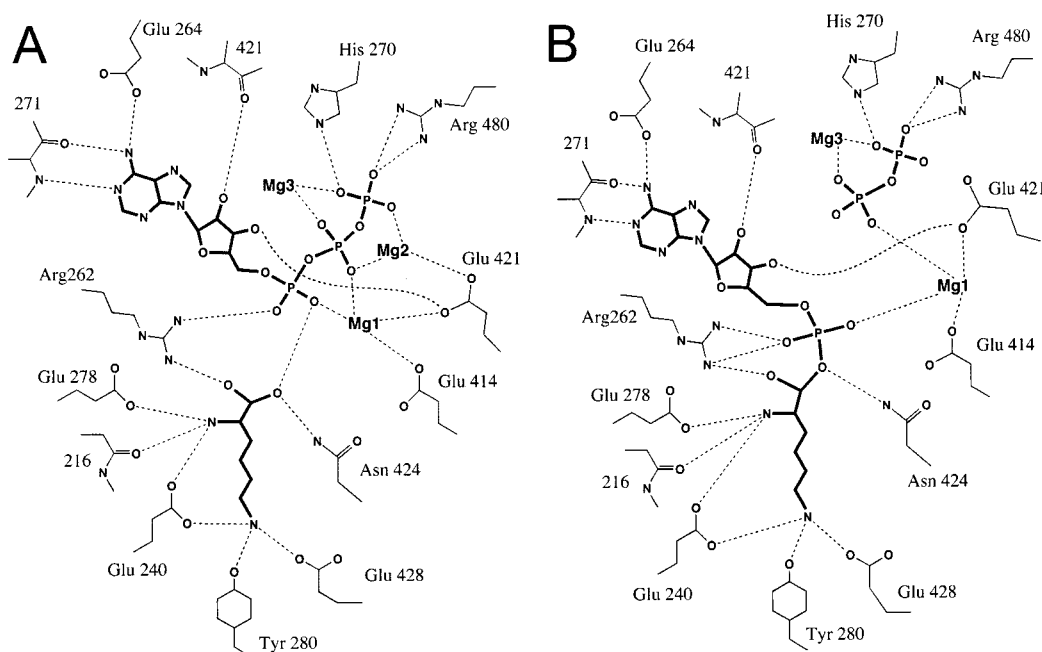 A
Glu 264
421
His 270
Arg 480
271
Mg3
Mg2
Glu 421
Mg1
Arg262
Glu 278
Glu 414
216
Asn 424
Glu 240
Glu 428
Tyr 280
B
Glu 264
421
His 270
Arg 480
Mg3
271
Glu 421
Mg1
Arg262
Glu 414
Glu 278
216
Asn 424
Glu 240
Glu 428
Tyr 280